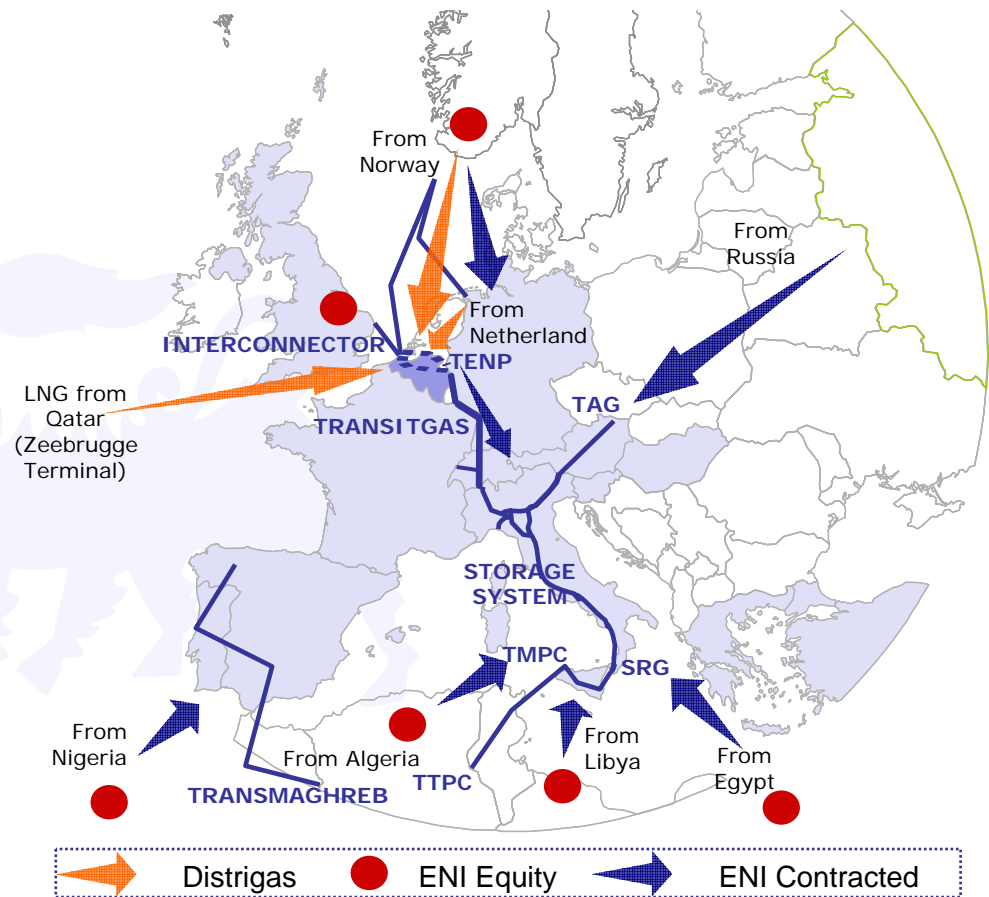 From
Norway
From
Russia
INTERCONNECTOR
From
Netherland
TENP
LNG from
Qatar
(Zeebrugge
Terminal)
TRANSITGAS
TAG
STORAGE
SYSTEM
TMPC
SRG
From
Nigeria
From Algeria
From
Libya
From
Egypt
TTPC
TRANSMAGHREB
Distrigas
ENI Equity
ENI Contracted